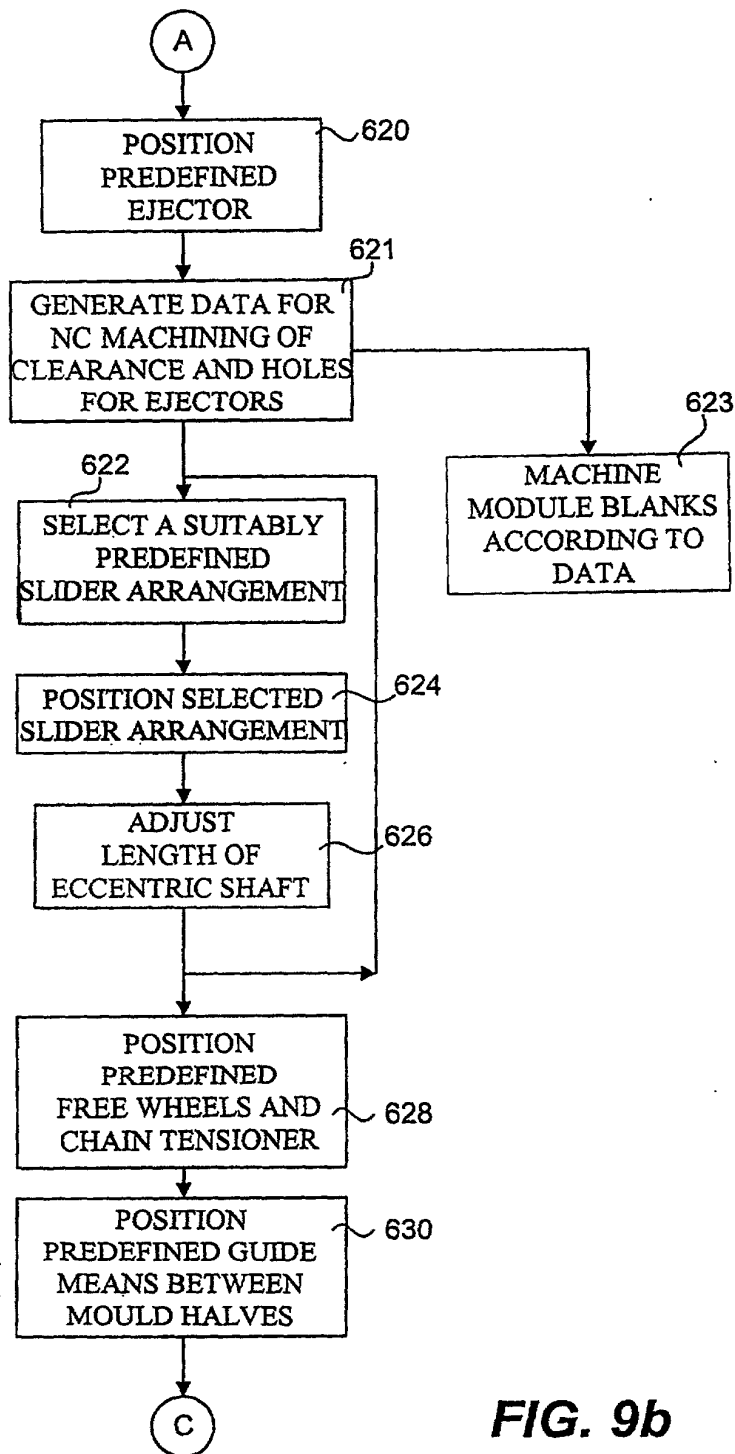 A
POSITION
PREDEFINED
EJECTOR
620
621
GENERATE DATA FOR
NC MACHINING OF
CLEARANCE AND HOLES
FOR EJECTORS
623
MACHINE
MODULE BLANKS
ACCORDING TO
DATA
622
SELECT A SUITABLY
PREDEFINED
SLIDER ARRANGEMENT
POSITION SELECTED
SLIDER ARRANGEMENT
624
ADJUST
LENGTH OF
ECCENTRIC SHAFT
626
POSITION
PREDEFINED
FREE WHEELS AND
CHAIN TENSIONER
628
POSITION
PREDEFINED GUIDE
MEANS BETWEEN
MOULD HALVES
630
C
FIG. 9b